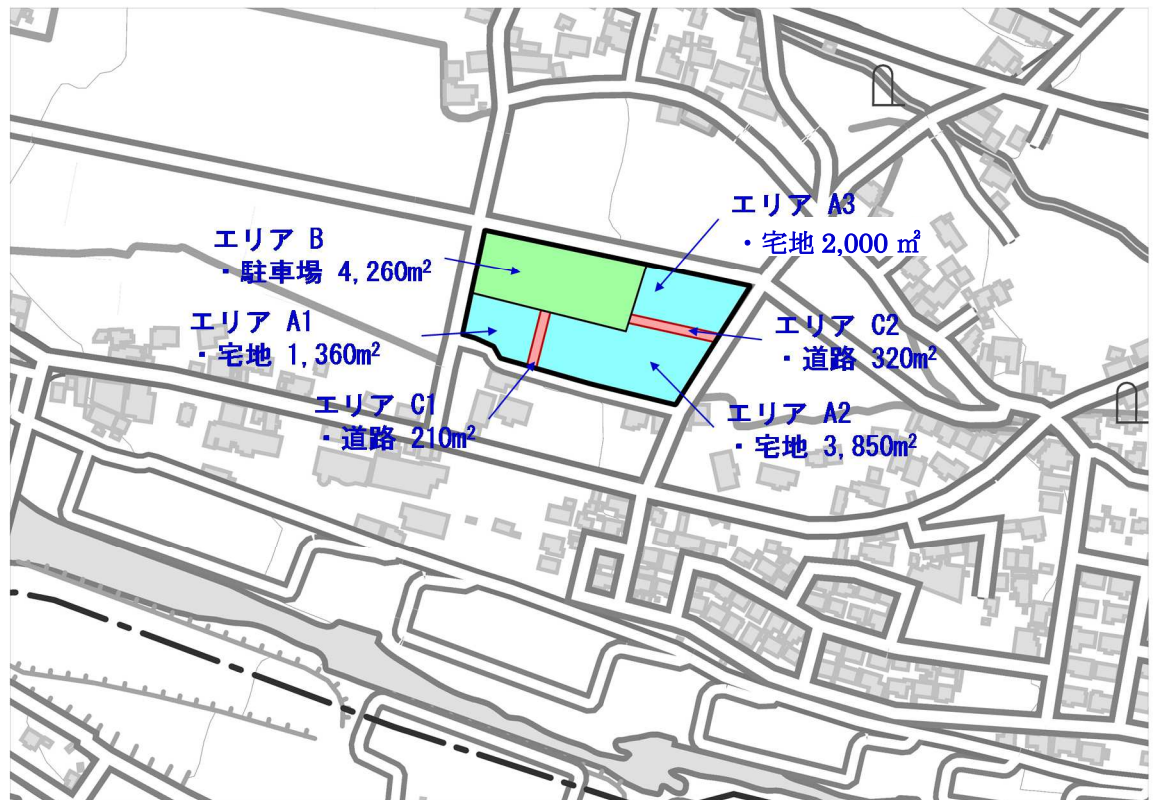 エリア A3
・宅地 2,000 ㎡
エリア B
・駐車場 4,260m²
エリア A1
・宅地 1,360m²
エリア C2
・道路 320m²
エリア C1
・道路 210m²
エリア A2
・宅地 3,850m²